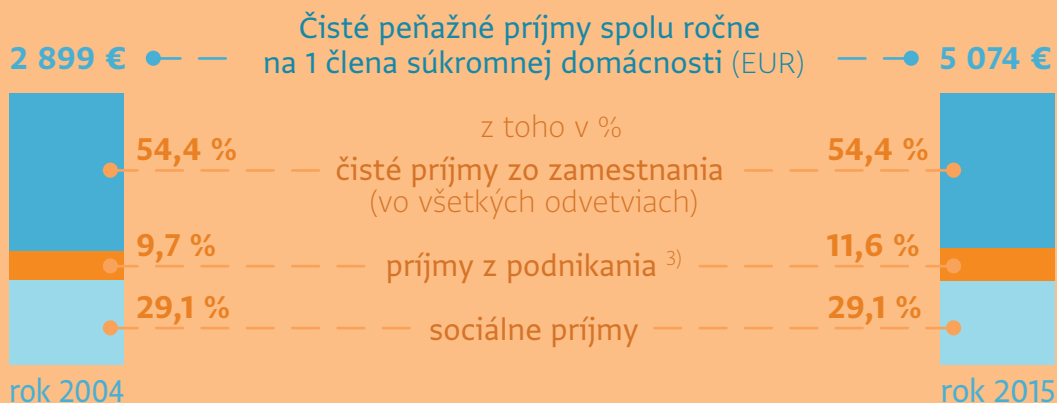 Čisté peňažné príjmy spolu ročne
2 899 € na 1 člena súkromnej domácnosti (EUR) 5 074 €
z toho v %
54,4 % 54,4 %
čisté príjmy zo zamestnania
(vo všetkých odvetviach)
9,7 % 11,6 %
príjmy z podnikania 3)
29,1 % 29,1 %
sociálne príjmy
rok 2004 rok 2015